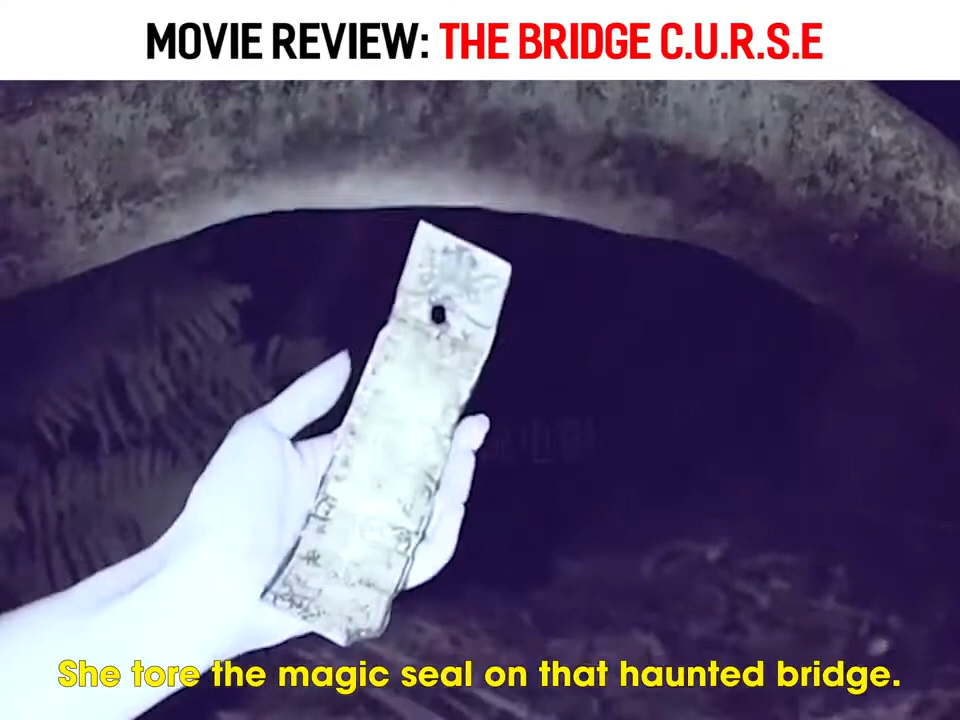 MOVIE REVIEW: THE BRIDGE C.U.R.S.E
She tore the magic seal on that haunted bridge.